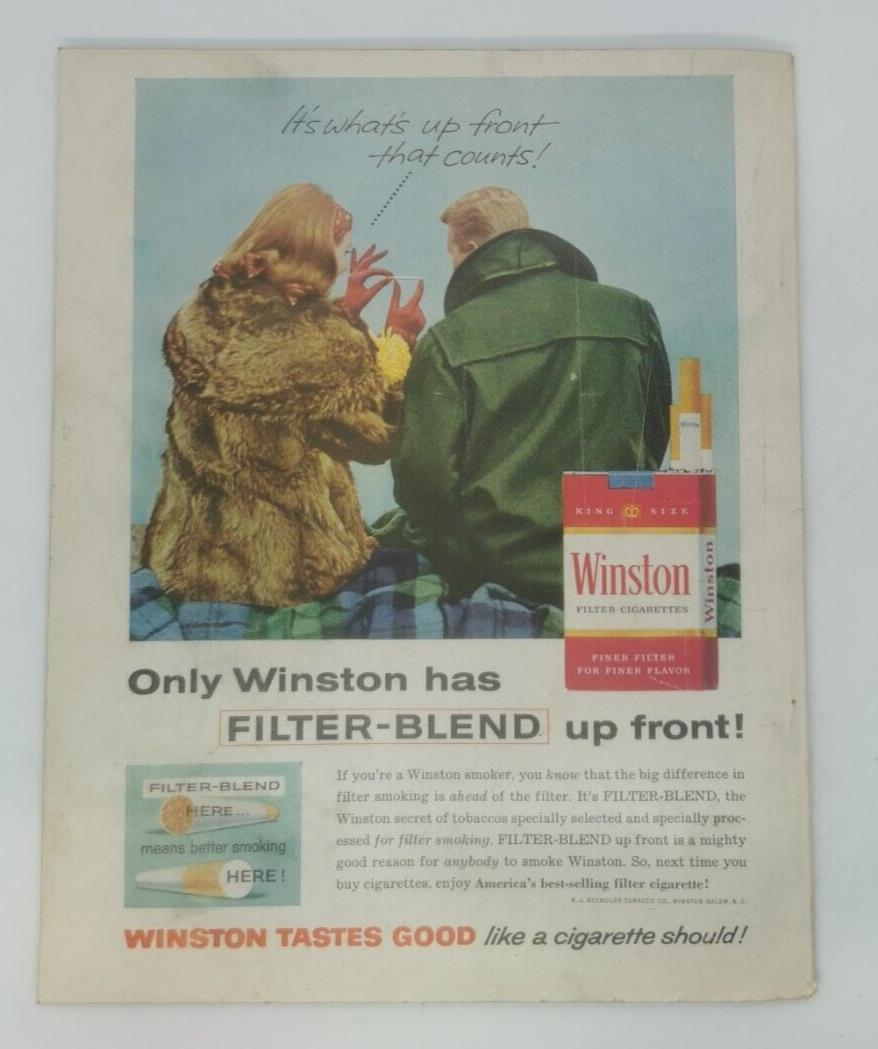 It's what's up front
that counts!
KING SIZE
Winston
FILTER-CIGARETTES
Winston
FINER FILTER
FOR FINER FLAVOR
Only Winston has
FILTER-BLEND up front!
FILTER-BLEND
HERE...
means better smoking
HERE!
If you're a Winston smoker, you know that the big difference in
filter smoking is ahead of the filter. It's FILTER-BLEND, the
Winston secret of tobaccos specially selected and specially proc-
essed for filter smoking. FILTER-BLEND up front is a mighty
good reason for anybody to smoke Winston. So, next time you
buy cigarettes, enjoy America's best-selling filter cigarette!
R.J. REYNOLDS TOBACCO CO., WINSTON-SALEM, N.C.
WINSTON TASTES GOOD like a cigarette should!